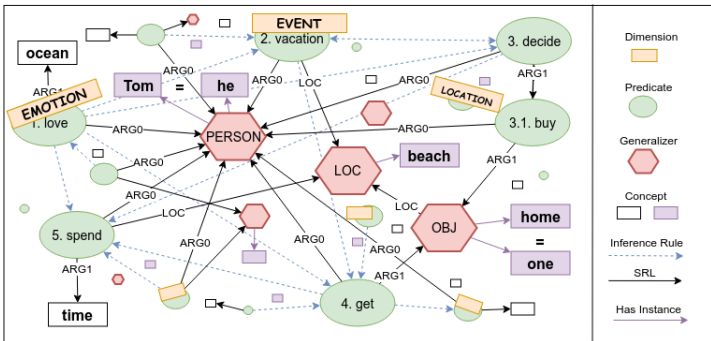 EVENT
2. vacation
3. decide
ocean
ARG0
ARG1
ARG1
Tom
=
he
ARG0
LOC
ARG0
EMOTION
1. love
LOCATION
ARG0
PERSON
ARG0
3.1. buy
ARG0
LOC
beach
ARG1
ARG0
LOC
LOC
home
=
one
OBJ
5. spend
ARG0
ARG0
ARG0
ARG1
ARG1
time
4. get
Dimension
Predicate
Generalizer
Concept
Inference Rule
SRL
Has Instance